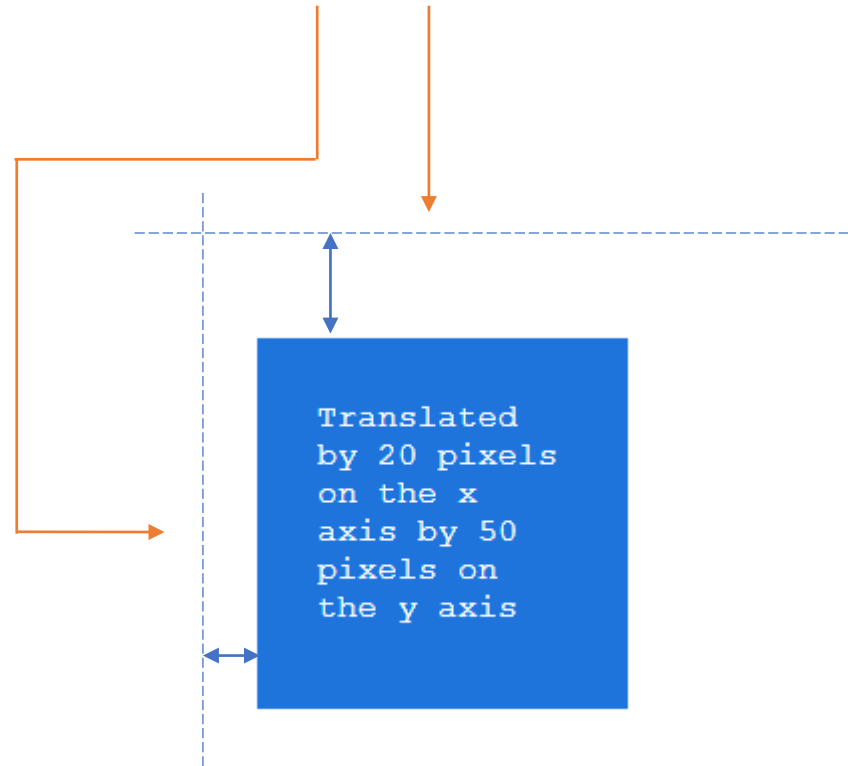 Translated
by 20 pixels
on the x
axis by 50
pixels on
the y axis